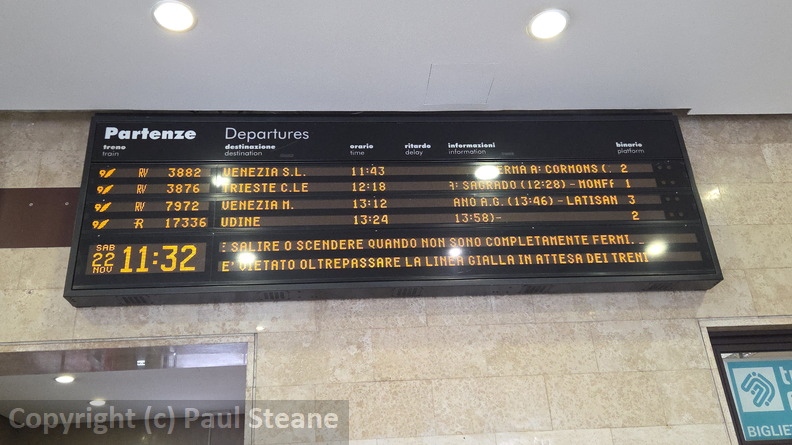 Partenze Departures
treno destinazione orario ritardo informazioni binario
train destination time delay information platform
RV 3882 VENEZIA S.L. 11:43 FERMA A: CORMONS (. 2
RV 3876 TRIESTE C.LE 12:18 A: SAGRADO (12:28) - MONFF 1
RV 7972 VENEZIA M. 13:12 ANO A.G. (13:46) - LATISAN 3
R 17336 UDINE 13:24 13:58)- 2
SAB
22
NOV
11:32
E SALIRE O SCENDERE QUANDO NON SONO COMPLETAMENTE FERMI.
E' VIETATO OLTREPASSARE LA LINEA GIALLA IN ATTESA DEI TRENI
BIGLIE
Copyright (c) Paul Steane